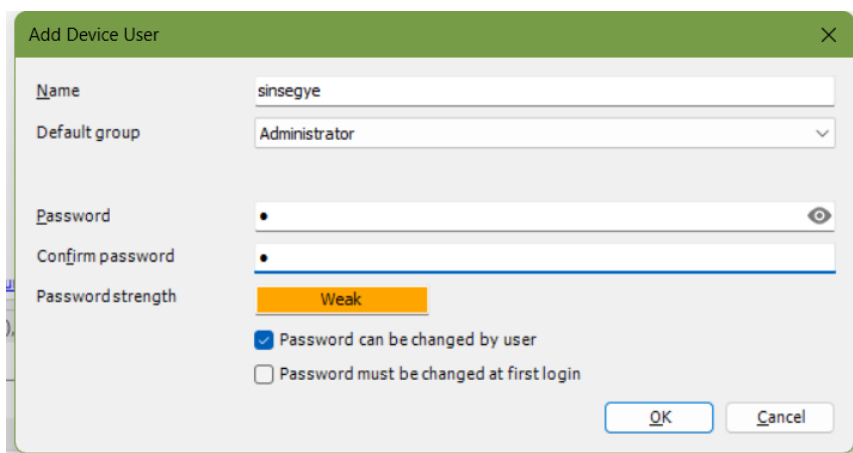 Add Device User
Name sinsegye
Default group Administrator
Password ●
Confirm password ●
Password strength Weak
Password can be changed by user
Password must be changed at first login
OK Cancel